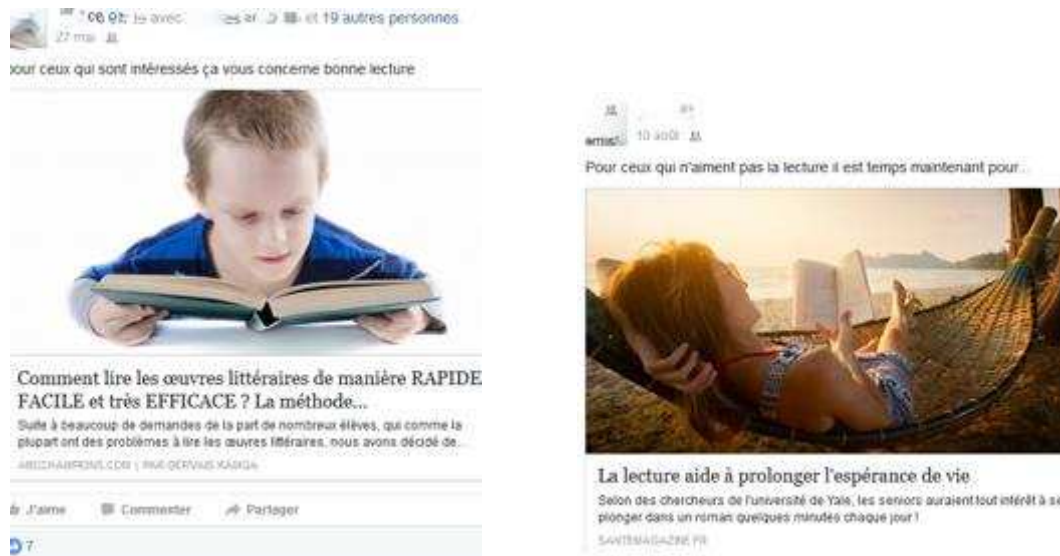 et 19 autres personnes
27 mai
pour ceux qui sont intéressés ça vous concerne bonne lecture
Comment lire les œuvres littéraires de manière RAPIDE
FACILE et très EFFICACE ? La méthode...
Suite à beaucoup de demandes de la part de nombreux élèves, qui comme la
plupart ont des problèmes à lire les œuvres littéraires, nous avons décidé de...
J'aime Commenter Partager
7
10 août
Pour ceux qui n'aiment pas la lecture il est temps maintenant pour...
La lecture aide à prolonger l'espérance de vie
Selon des chercheurs de l'université de Yale, les seniors auraient tout intérêt à se
plonger dans un roman quelques minutes chaque jour !
SANTEMAGAZINE.FR